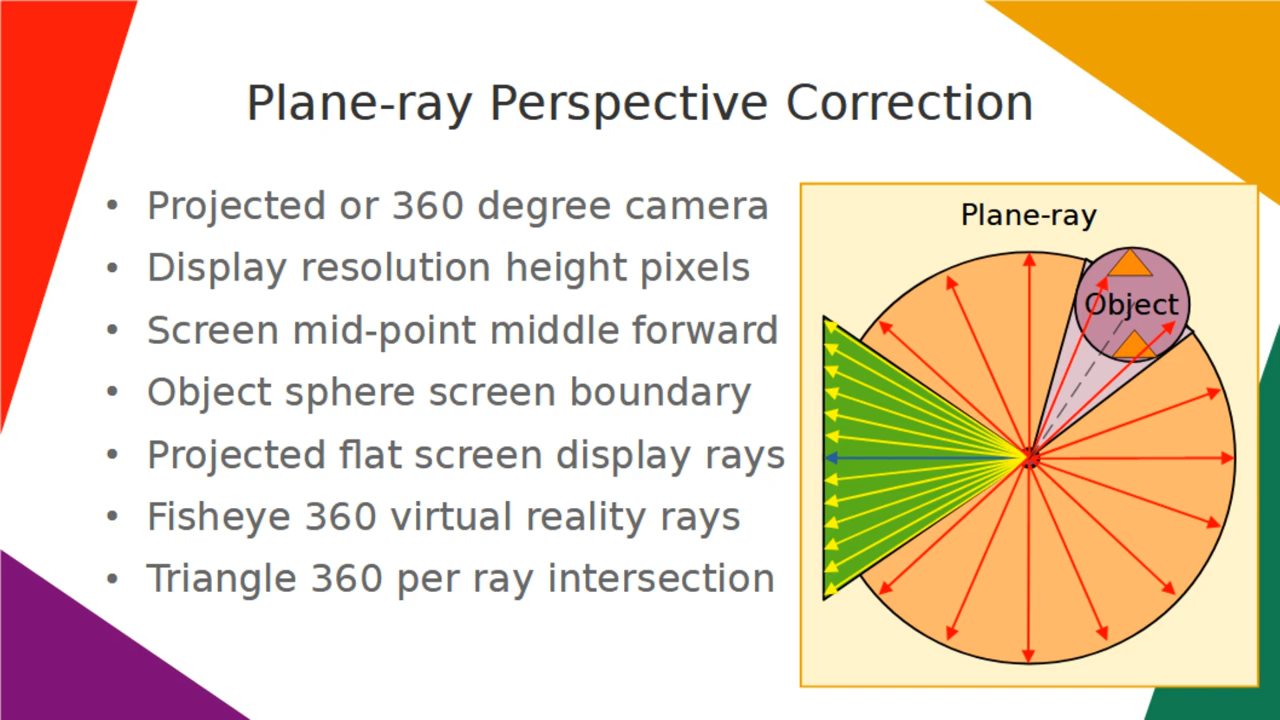 Plane-ray Perspective Correction
• Projected or 360 degree camera
• Display resolution height pixels
• Screen mid-point middle forward
• Object sphere screen boundary
• Projected flat screen display rays
• Fisheye 360 virtual reality rays
• Triangle 360 per ray intersection
Plane-ray
Object